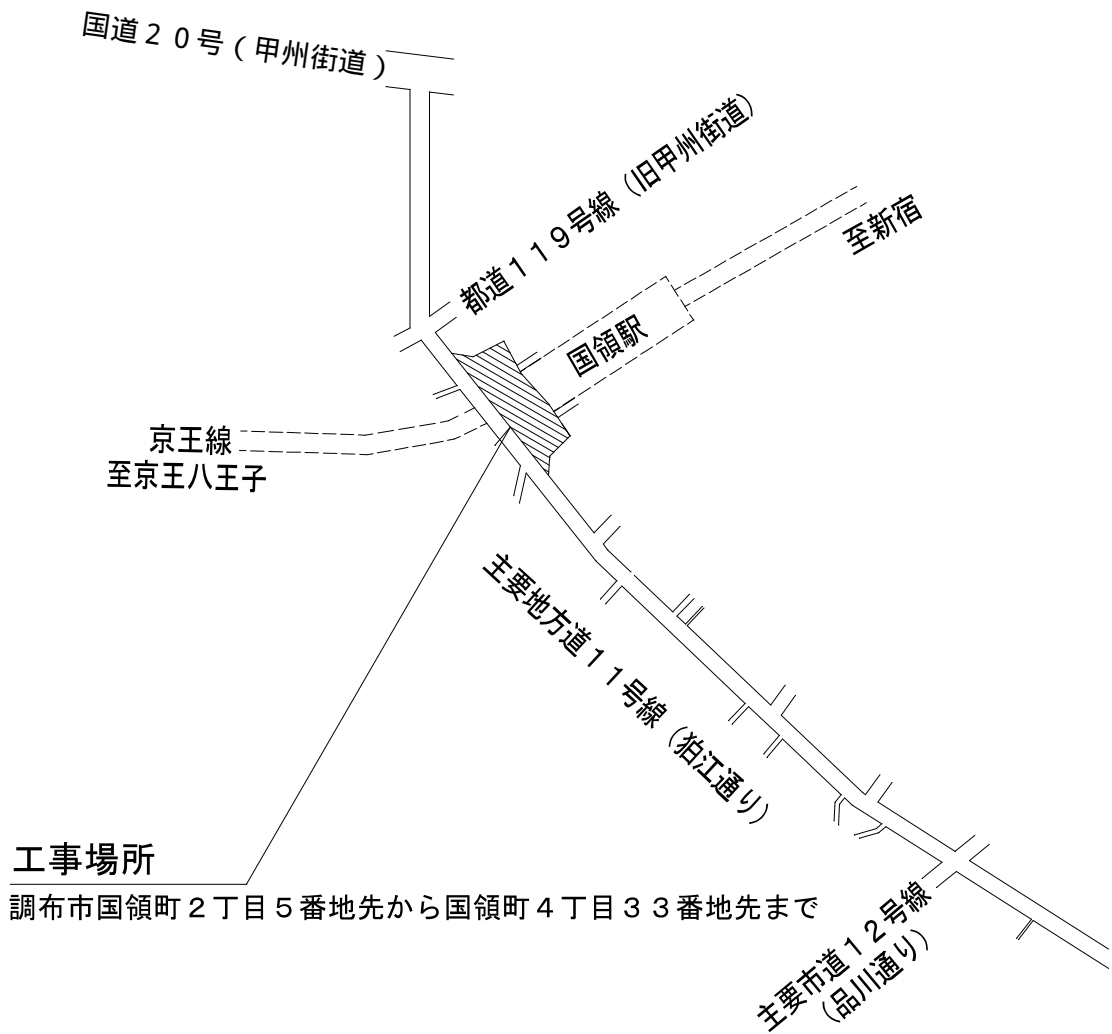 国道２０号（甲州街道）
都道１１９号線（旧甲州街道）
至新宿
国領駅
京王線
至京王八王子
主要地方道１１号線（狛江通り）
工事場所
調布市国領町２丁目５番地先から国領町４丁目３３番地先まで
主要市道１２号線
（品川通り）